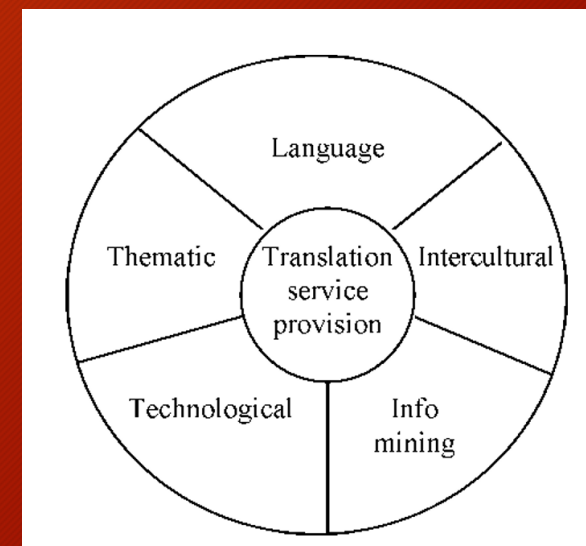 Language
Thematic
Translation
service
provision
Intercultural
Technological
Info
mining